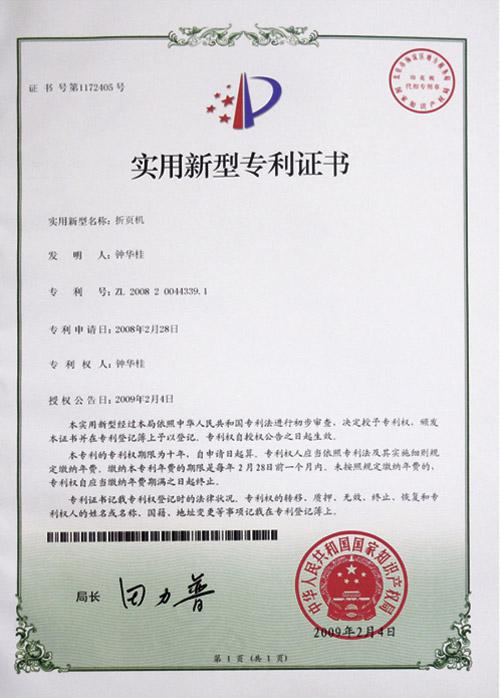 证 书 号第1172405号
印花税
代扣专用章
国家知识产权局
实用新型专利证书
实用新型名称：折页机
发 明 人：钟华桂
专 利 号：ZL 2008 2 0044339.1
专利申请日：2008年2月28日
专 利 权 人：钟华桂
授权公告日：2009年2月4日
本实用新型经过本局依照中华人民共和国专利法进行初步审查，决定授予专利权，颁发
本证书并在专利登记簿上予以登记。专利权自授权公告之日起生效。
本专利的专利权期限为十年，自申请日起算。专利权人应当依照专利法及其实施细则规
定缴纳年费。缴纳本专利年费的期限是每年 2 月 28日前一个月内。未按照规定缴纳年费的，
专利权自应当缴纳年费期满之日起终止。
专利证书记载专利权登记时的法律状况。专利权的转移、质押、无效、终止、恢复和专
利权人的姓名或名称、国籍、地址变更等事项记载在专利登记簿上。
局长 田力普
中华人民共和国国家知识产权局
2009年2月4日
第 1 页 (共 1 页)